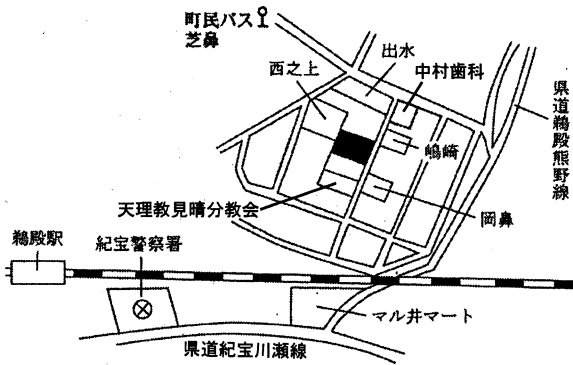 町民バス
芝鼻
出水
西之上
中村歯科
県道鵜殿熊野線
嶋崎
天理教見晴分教会
岡鼻
鵜殿駅
紀宝警察署
マル井マート
県道紀宝川瀬線